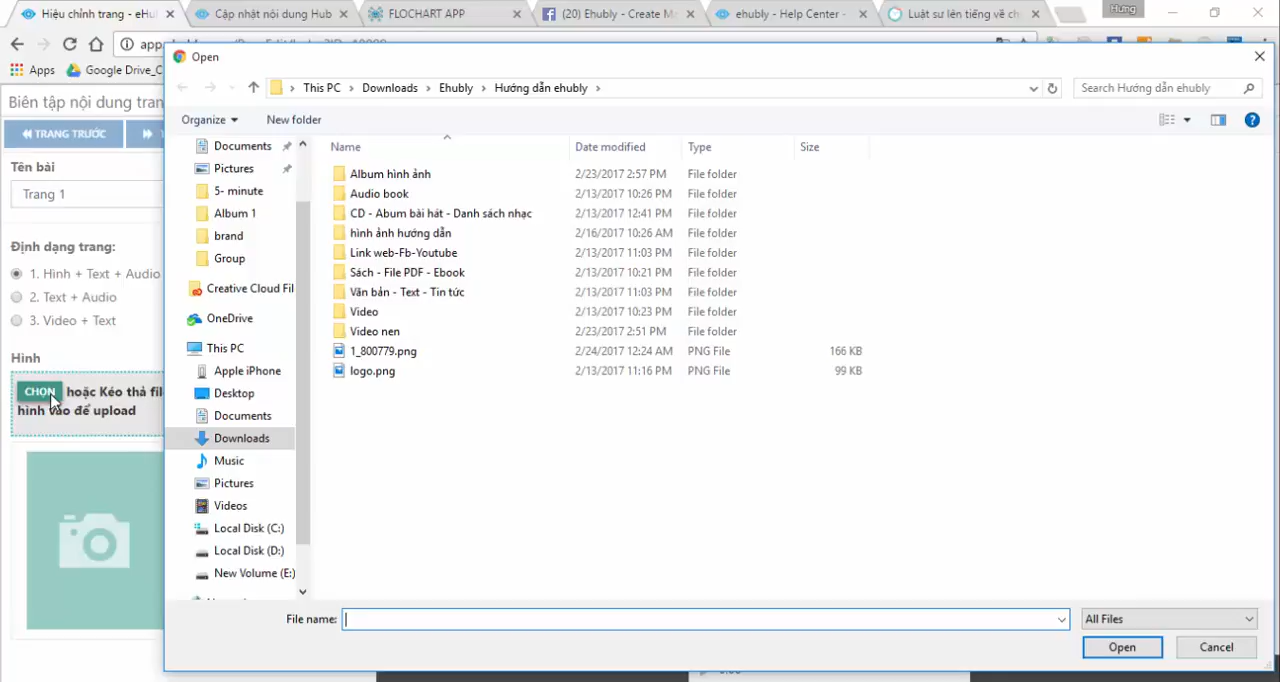 Hiệu chỉnh trang - eHu
Cập nhật nội dung Hub
FLOCHART APP
(20) Ehubly - Create M
ehubly - Help Center -
Luật sư lên tiếng về ch
Hưng
Apps
Google Drive_C
Open
This PC > Downloads > Ehubly > Hướng dẫn ehubly >
Search Hướng dẫn ehubly
Organize
New folder
Biên tập nội dung tran
TRANG TRƯỚC
Tên bài
Trang 1
Định dạng trang:
1. Hình + Text + Audio
2. Text + Audio
3. Video + Text
Hình
CHỌN hoặc Kéo thả fil
hình vào để upload
Documents
Pictures
5- minute
Album 1
brand
Group
Creative Cloud Fil
OneDrive
This PC
Apple iPhone
Desktop
Documents
Downloads
Music
Pictures
Videos
Local Disk (C:)
Local Disk (D:)
New Volume (E:)
Name Date modified Type Size
Album hình ảnh 2/23/2017 2:57 PM File folder
Audio book 2/13/2017 10:26 PM File folder
CD - Abum bài hát - Danh sách nhạc 2/13/2017 12:41 PM File folder
hình ảnh hướng dẫn 2/16/2017 10:26 AM File folder
Link web-Fb-Youtube 2/13/2017 11:03 PM File folder
Sách - File PDF - Ebook 2/13/2017 10:21 PM File folder
Văn bản - Text - Tin tức 2/13/2017 11:03 PM File folder
Video 2/13/2017 10:23 PM File folder
Video nen 2/23/2017 2:51 PM File folder
1_800779.png 2/24/2017 12:24 AM PNG File 166 KB
logo.png 2/13/2017 11:16 PM PNG File 99 KB
File name:
All Files
Open
Cancel